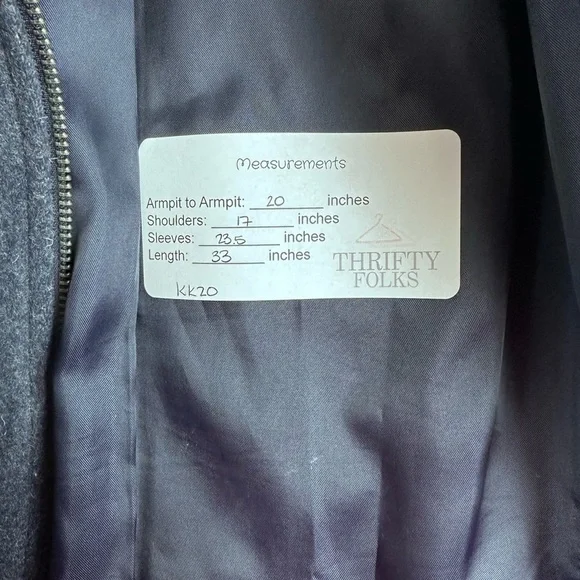 Measurements
Armpit to Armpit: 20 inches
Shoulders: 17 inches
Sleeves: 23.5 inches
Length: 33 inches
THRIFTY
FOLKS
KK20